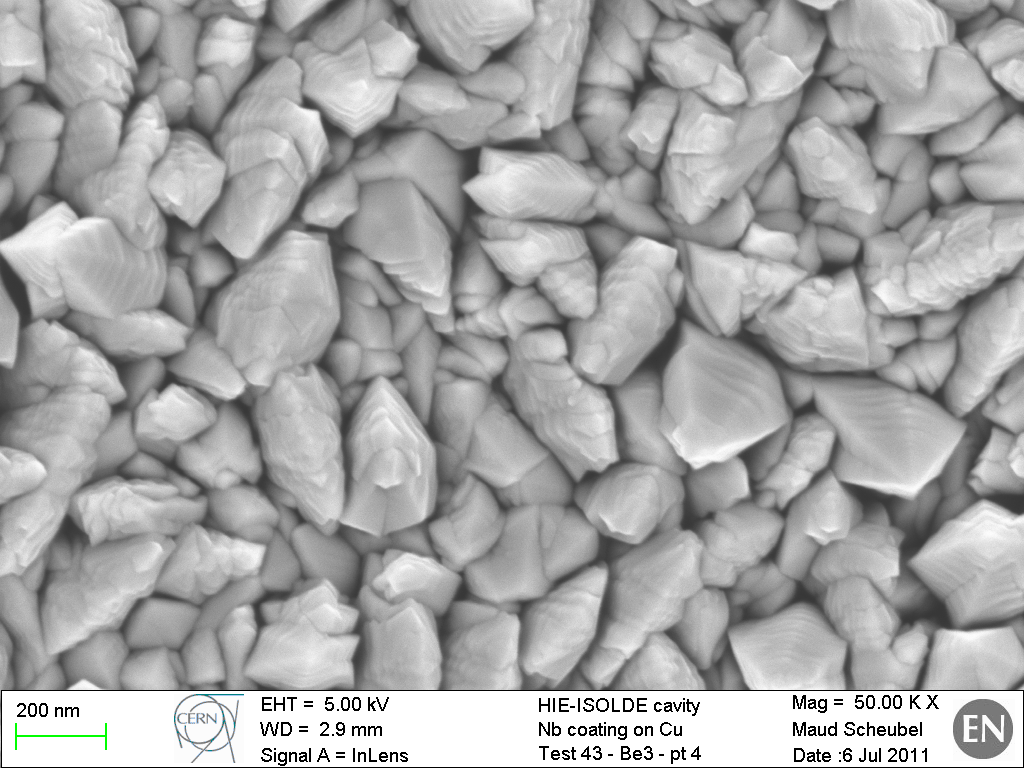 200 nm
CERN
EHT = 5.00 kV
WD = 2.9 mm
Signal A = InLens
HIE-ISOLDE cavity
Nb coating on Cu
Test 43 - Be3 - pt 4
Mag = 50.00 K X
Maud Scheubel
Date :6 Jul 2011
EN